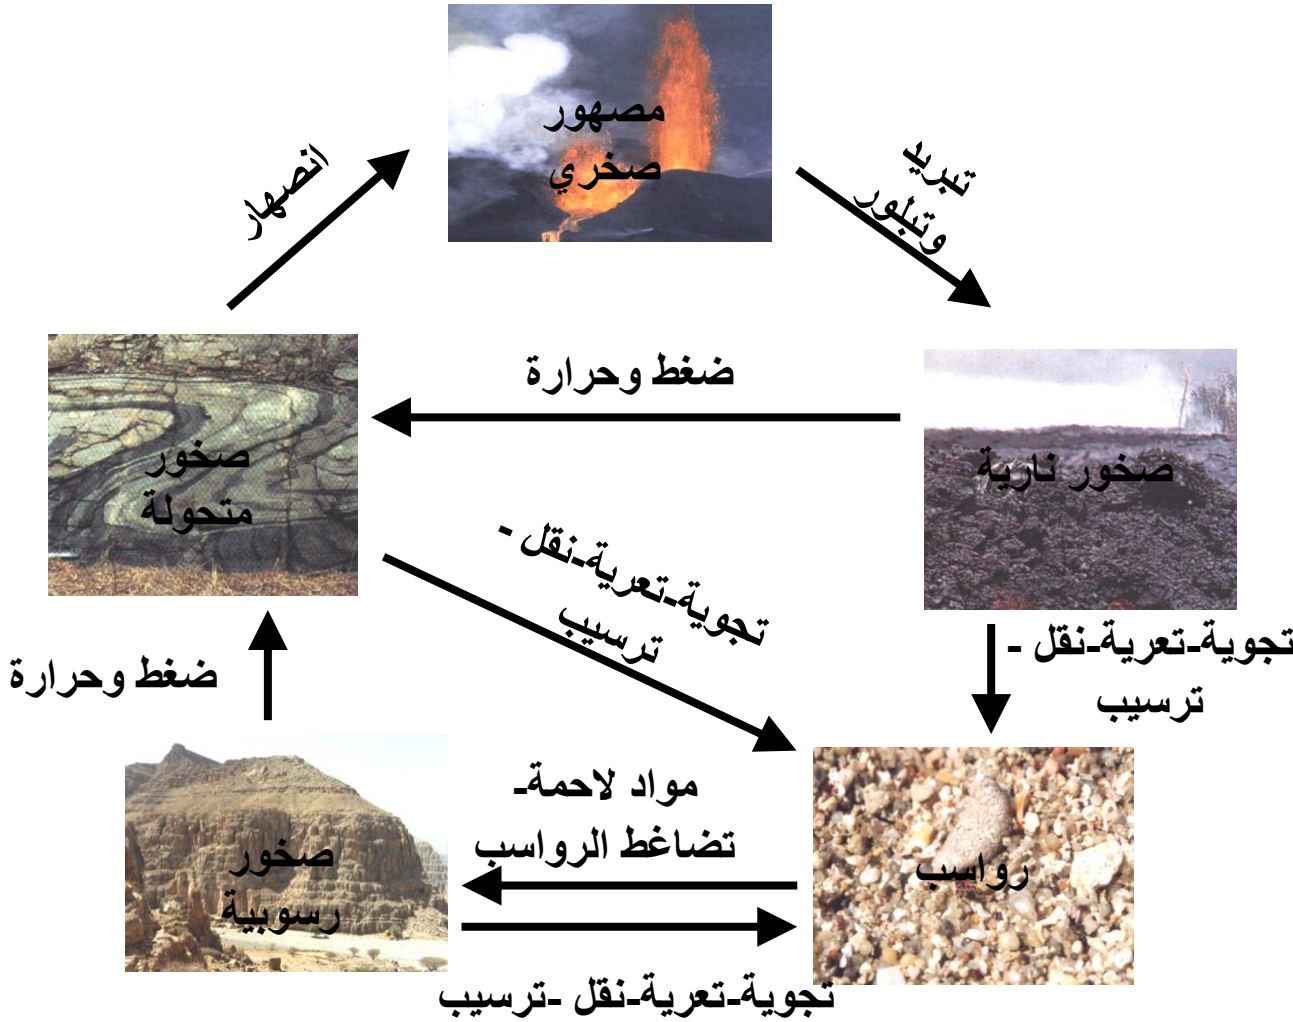 مصهور
صخري
انصهار
تبريد
وتبلور
ضغط وحرارة
صخور
متحولة
صخور نارية
تجوية-تعرية-نقل -
ترسيب
تجوية-تعرية-نقل -
ترسيب
ضغط وحرارة
مواد لاحمة-
تضاغط الرواسب
صخور
رسوبية
رواسب
تجوية-تعرية-نقل -ترسيب